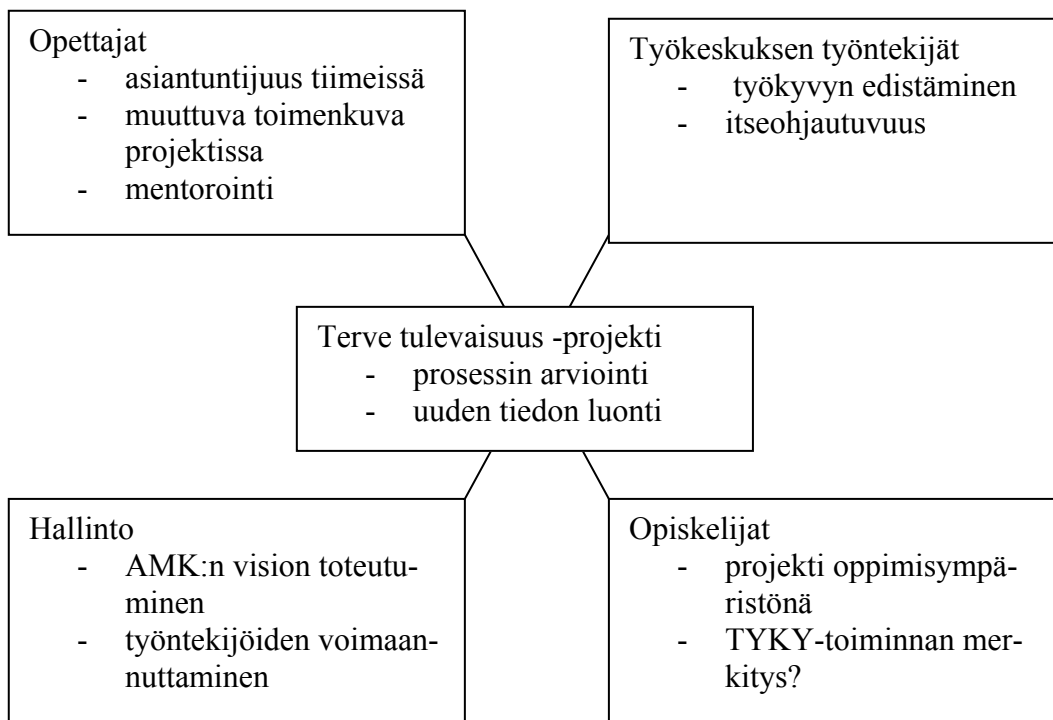 Opettajat
- asiantuntijuus tiimeissä
- muuttuva toimenkuva
projektissa
- mentorointi
Työkeskuksen työntekijät
- työkyvyn edistäminen
- itseohjautuvuus
Terve tulevaisuus -projekti
- prosessin arviointi
- uuden tiedon luonti
Hallinto
- AMK:n vision toteutu-
minen
- työntekijöiden voimaan-
nuttaminen
Opiskelijat
- projekti oppimisympä-
ristönä
- TYKY-toiminnan mer-
kitys?